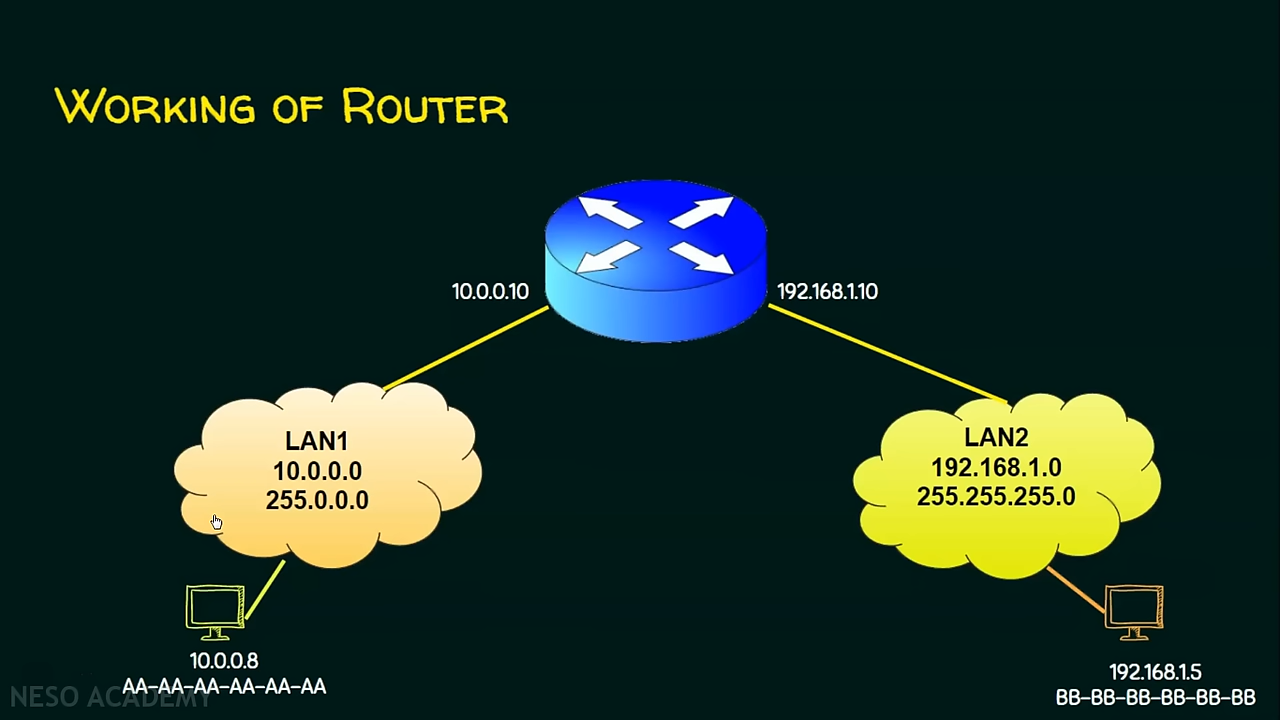 WORKING OF ROUTER
10.0.0.10
192.168.1.10
LAN1
10.0.0.0
255.0.0.0
LAN2
192.168.1.0
255.255.255.0
10.0.0.8
AA-AA-AA-AA-AA-AA
192.168.1.5
BB-BB-BB-BB-BB-BB
NESO ACADEMY